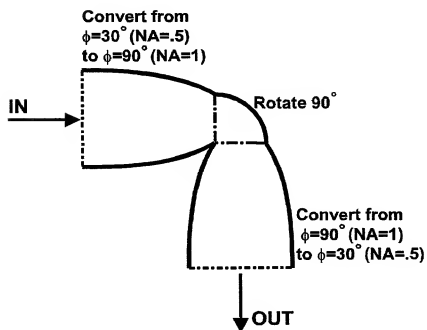 Convert from
ϕ=30° (NA=.5)
to ϕ=90° (NA=1)
IN
Rotate 90°
Convert from
ϕ=90° (NA=1)
to ϕ=30° (NA=.5)
OUT